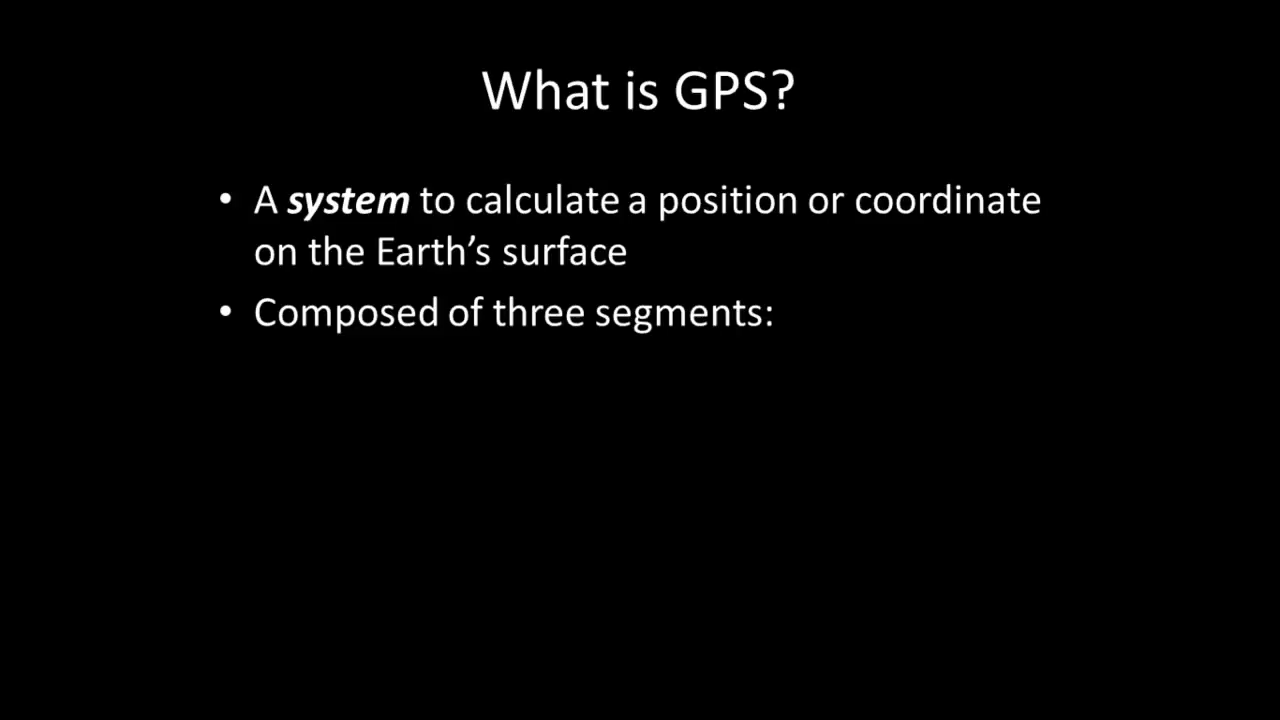 What is GPS?
• A system to calculate a position or coordinate
on the Earth’s surface
• Composed of three segments: